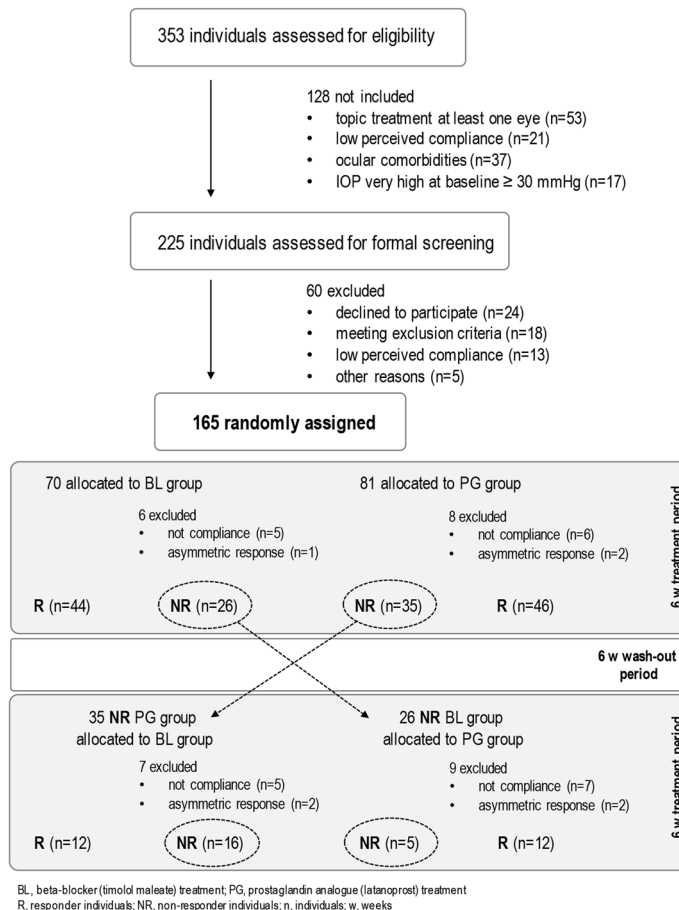 353 individuals assessed for eligibility
128 not included
• topic treatment at least one eye (n=53)
• low perceived compliance (n=21)
• ocular comorbidities (n=37)
• IOP very high at baseline ≥ 30 mmHg (n=17)
225 individuals assessed for formal screening
60 excluded
• declined to participate (n=24)
• meeting exclusion criteria (n=18)
• low perceived compliance (n=13)
• other reasons (n=5)
165 randomly assigned
70 allocated to BL group
6 excluded
• not compliance (n=5)
• asymmetric response (n=1)
R (n=44)
NR (n=26)
81 allocated to PG group
8 excluded
• not compliance (n=6)
• asymmetric response (n=2)
NR (n=35)
R (n=46)
6 w treatment period
6 w wash-out
period
35 NR PG group
allocated to BL group
7 excluded
• not compliance (n=5)
• asymmetric response (n=2)
R (n=12)
NR (n=16)
26 NR BL group
allocated to PG group
9 excluded
• not compliance (n=7)
• asymmetric response (n=2)
NR (n=5)
R (n=12)
6 w treatment period
BL, beta-blocker (timolol maleate) treatment; PG, prostaglandin analogue (latanoprost) treatment
R, responder individuals; NR, non-responder individuals; n, individuals; w, weeks